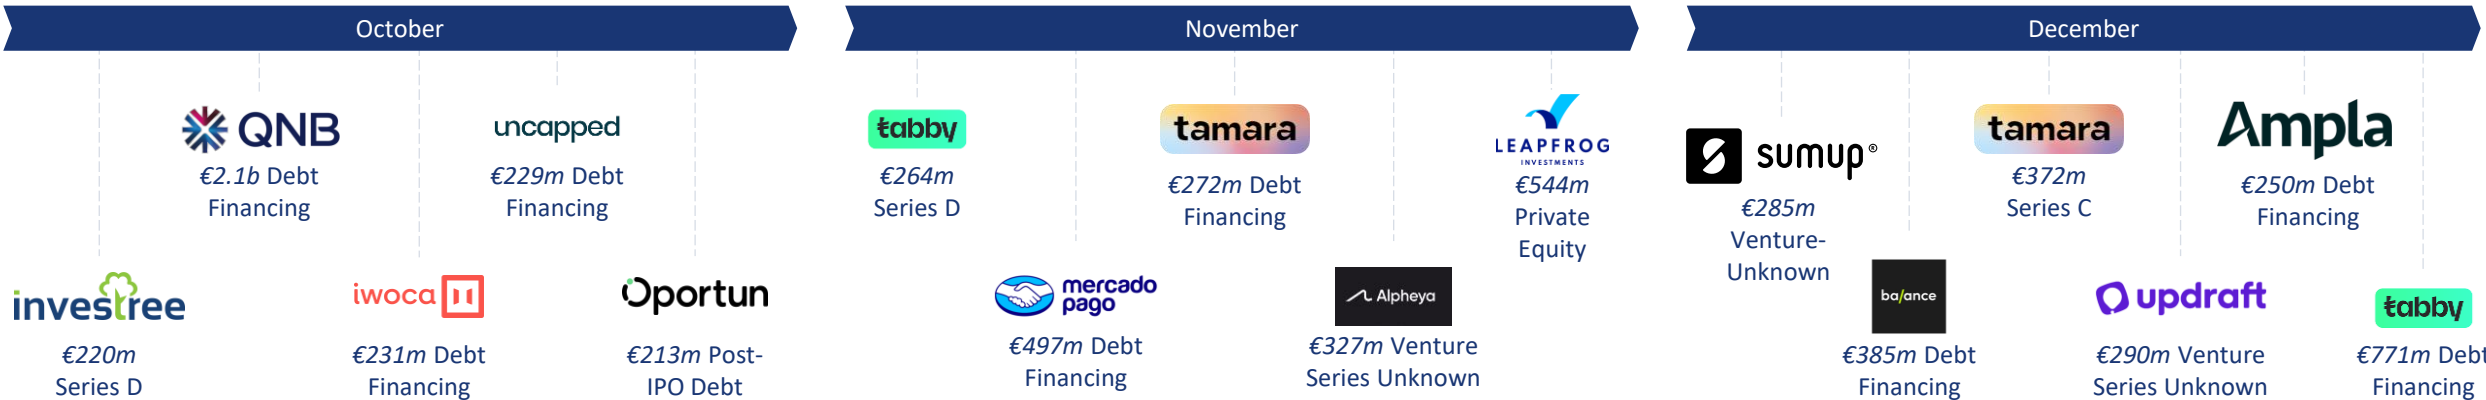 October
QNB
€2.1b Debt
Financing
uncapped
€229m Debt
Financing
investree
€220m
Series D
iwoca
€231m Debt
Financing
Oportun
€213m Post-
IPO Debt
November
tabby
€264m
Series D
tamara
€272m Debt
Financing
LEAPFROG
INVESTMENTS
€544m
Private
Equity
mercado
pago
€497m Debt
Financing
Alpheya
€327m Venture
Series Unknown
December
sumup®
€285m
Venture-
Unknown
tamara
€372m
Series C
Ampla
€250m Debt
Financing
balance
€385m Debt
Financing
updraft
€290m Venture
Series Unknown
tabby
€771m Debt
Financing